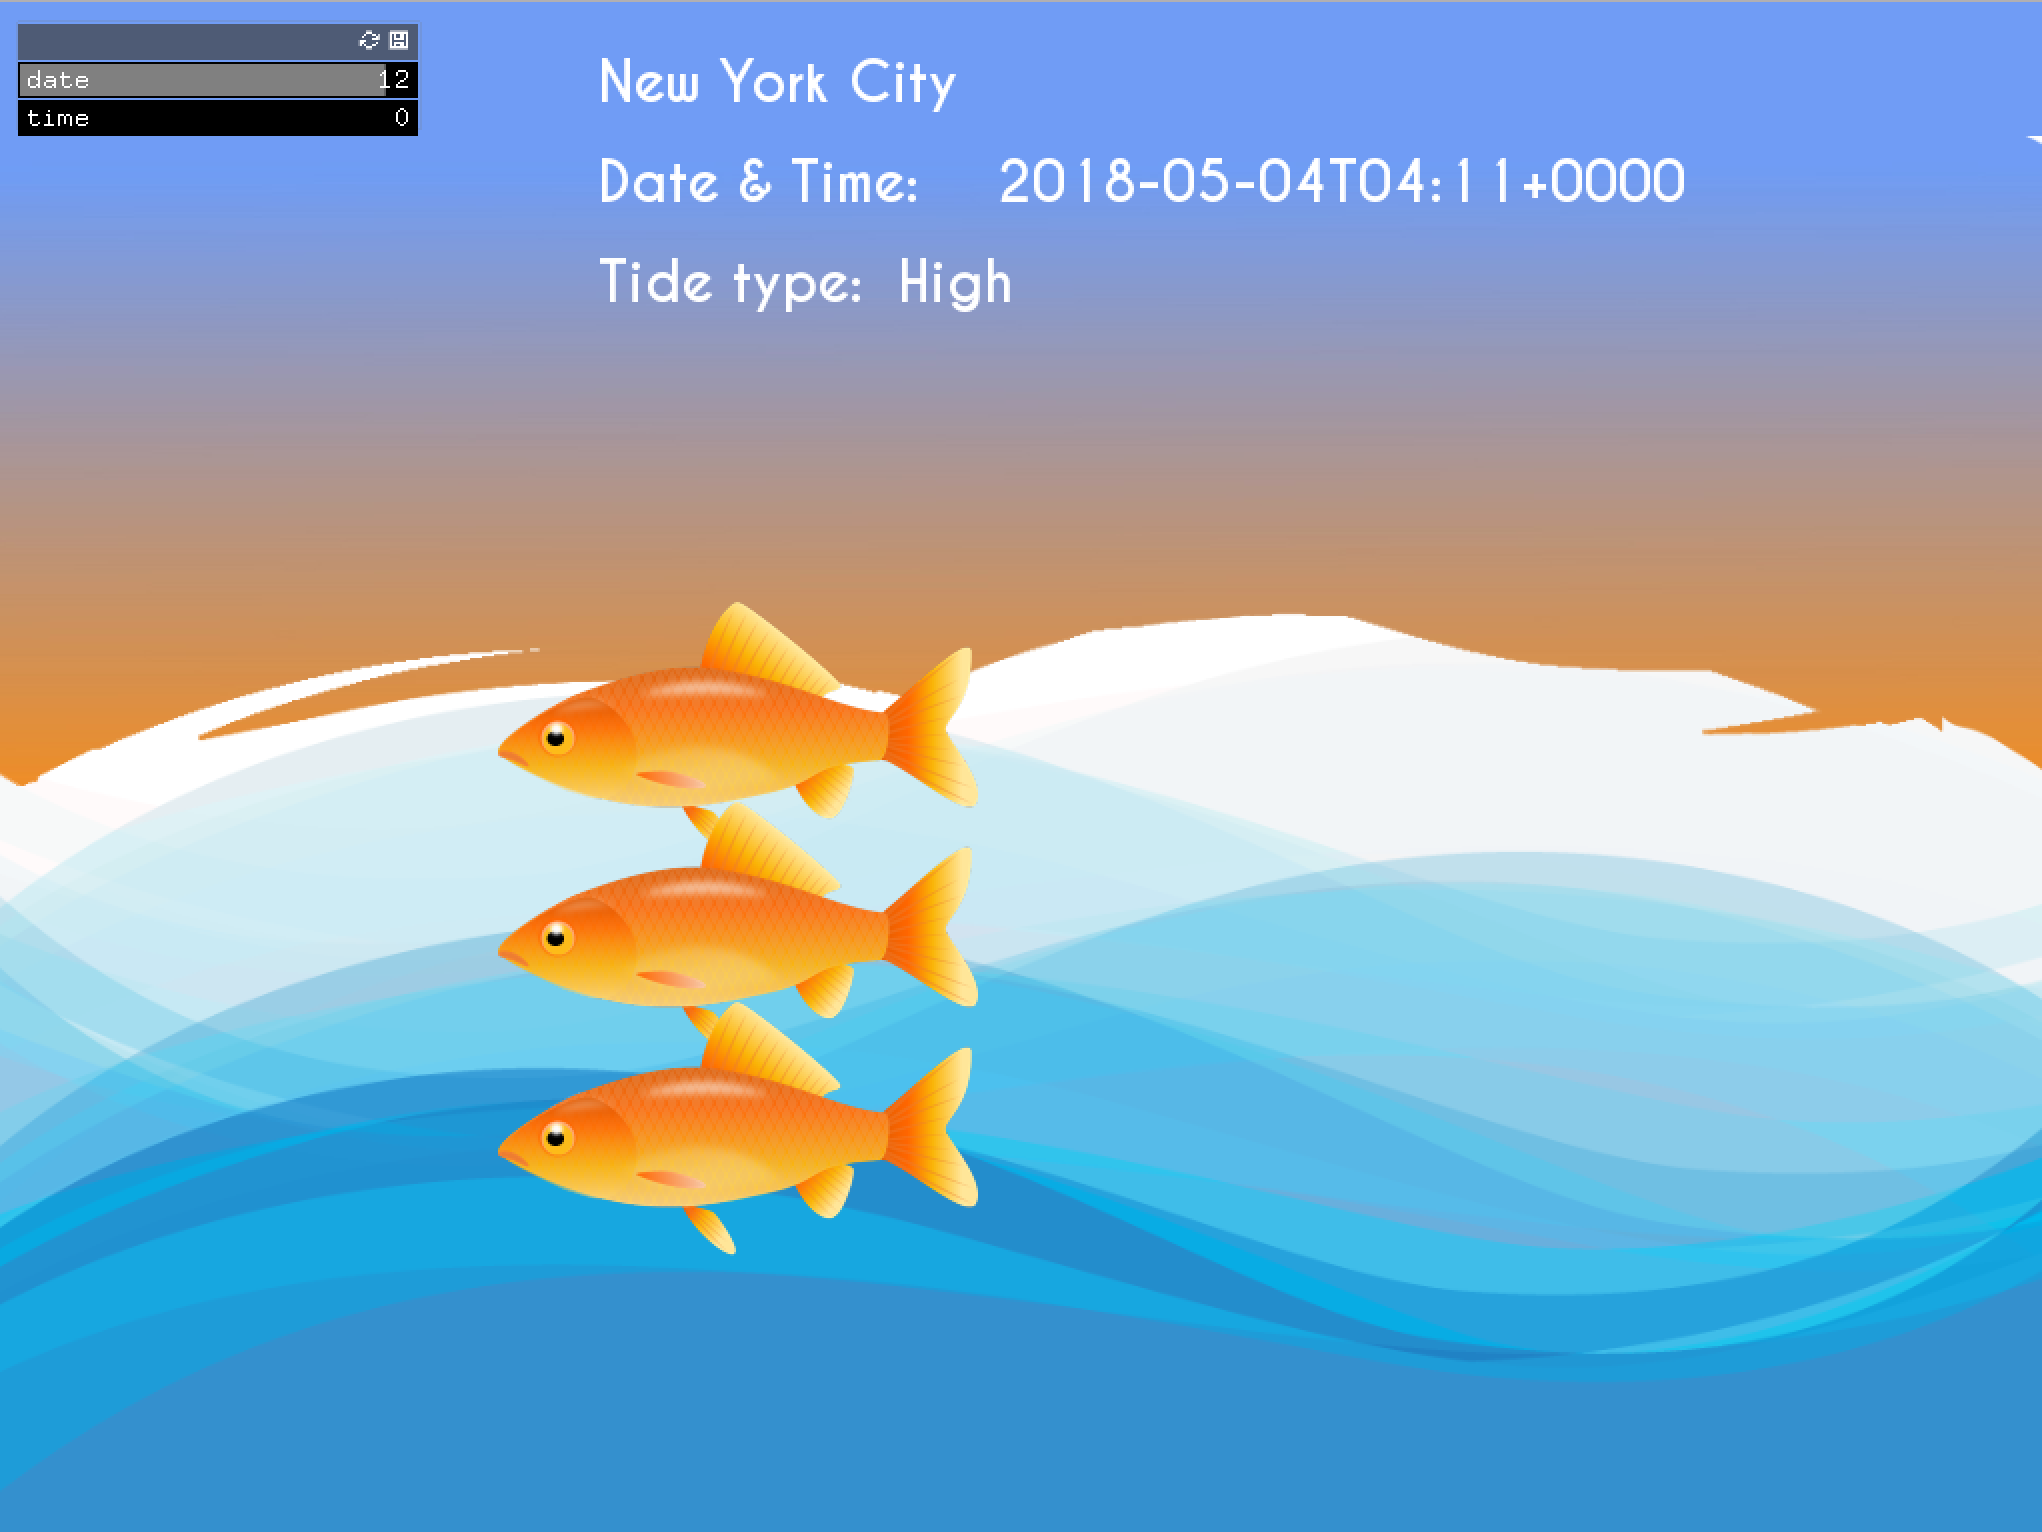 date 12
time 0
New York City
Date & Time: 2018-05-04T04:11+0000
Tide type: High